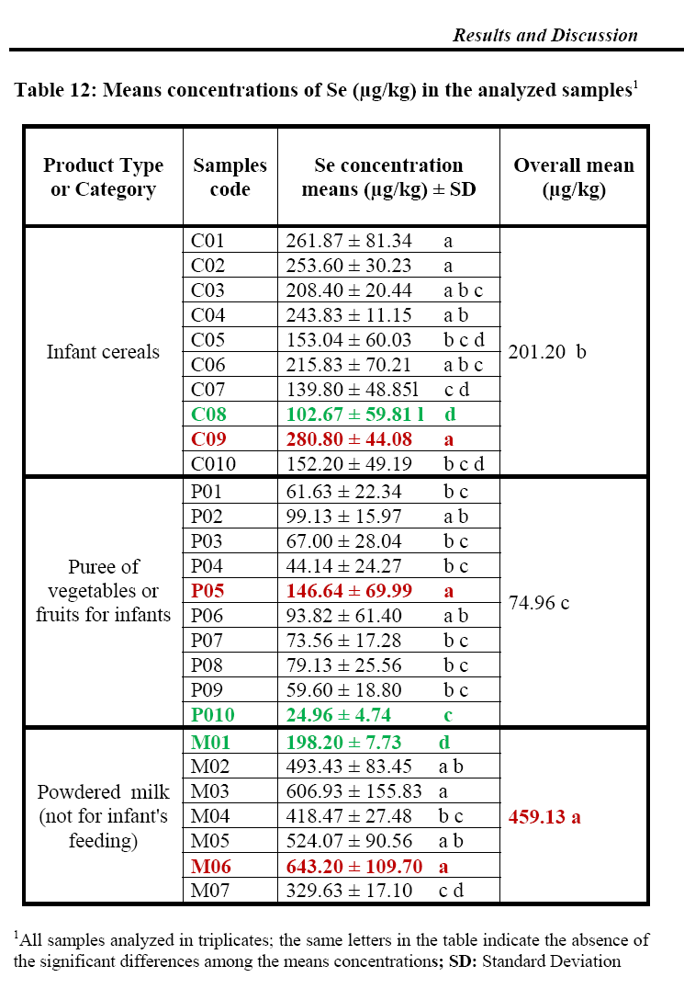 Results and Discussion
Table 12: Means concentrations of Se (µg/kg) in the analyzed samples1
Product Type or Category | Samples code | Se concentration means (µg/kg) ± SD | Overall mean (µg/kg)
Infant cereals | C01 | 261.87 ± 81.34 a | 201.20 b
C02 | 253.60 ± 30.23 a
C03 | 208.40 ± 20.44 a b c
C04 | 243.83 ± 11.15 a b
C05 | 153.04 ± 60.03 b c d
C06 | 215.83 ± 70.21 a b c
C07 | 139.80 ± 48.85l c d
C08 | 102.67 ± 59.81 l d
C09 | 280.80 ± 44.08 a
C010 | 152.20 ± 49.19 b c d
Puree of vegetables or fruits for infants | P01 | 61.63 ± 22.34 b c | 74.96 c
P02 | 99.13 ± 15.97 a b
P03 | 67.00 ± 28.04 b c
P04 | 44.14 ± 24.27 b c
P05 | 146.64 ± 69.99 a
P06 | 93.82 ± 61.40 a b
P07 | 73.56 ± 17.28 b c
P08 | 79.13 ± 25.56 b c
P09 | 59.60 ± 18.80 b c
P010 | 24.96 ± 4.74 c
Powdered milk (not for infant's feeding) | M01 | 198.20 ± 7.73 d | 459.13 a
M02 | 493.43 ± 83.45 a b
M03 | 606.93 ± 155.83 a
M04 | 418.47 ± 27.48 b c
M05 | 524.07 ± 90.56 a b
M06 | 643.20 ± 109.70 a
M07 | 329.63 ± 17.10 c d
1All samples analyzed in triplicates; the same letters in the table indicate the absence of
the significant differences among the means concentrations; SD: Standard Deviation